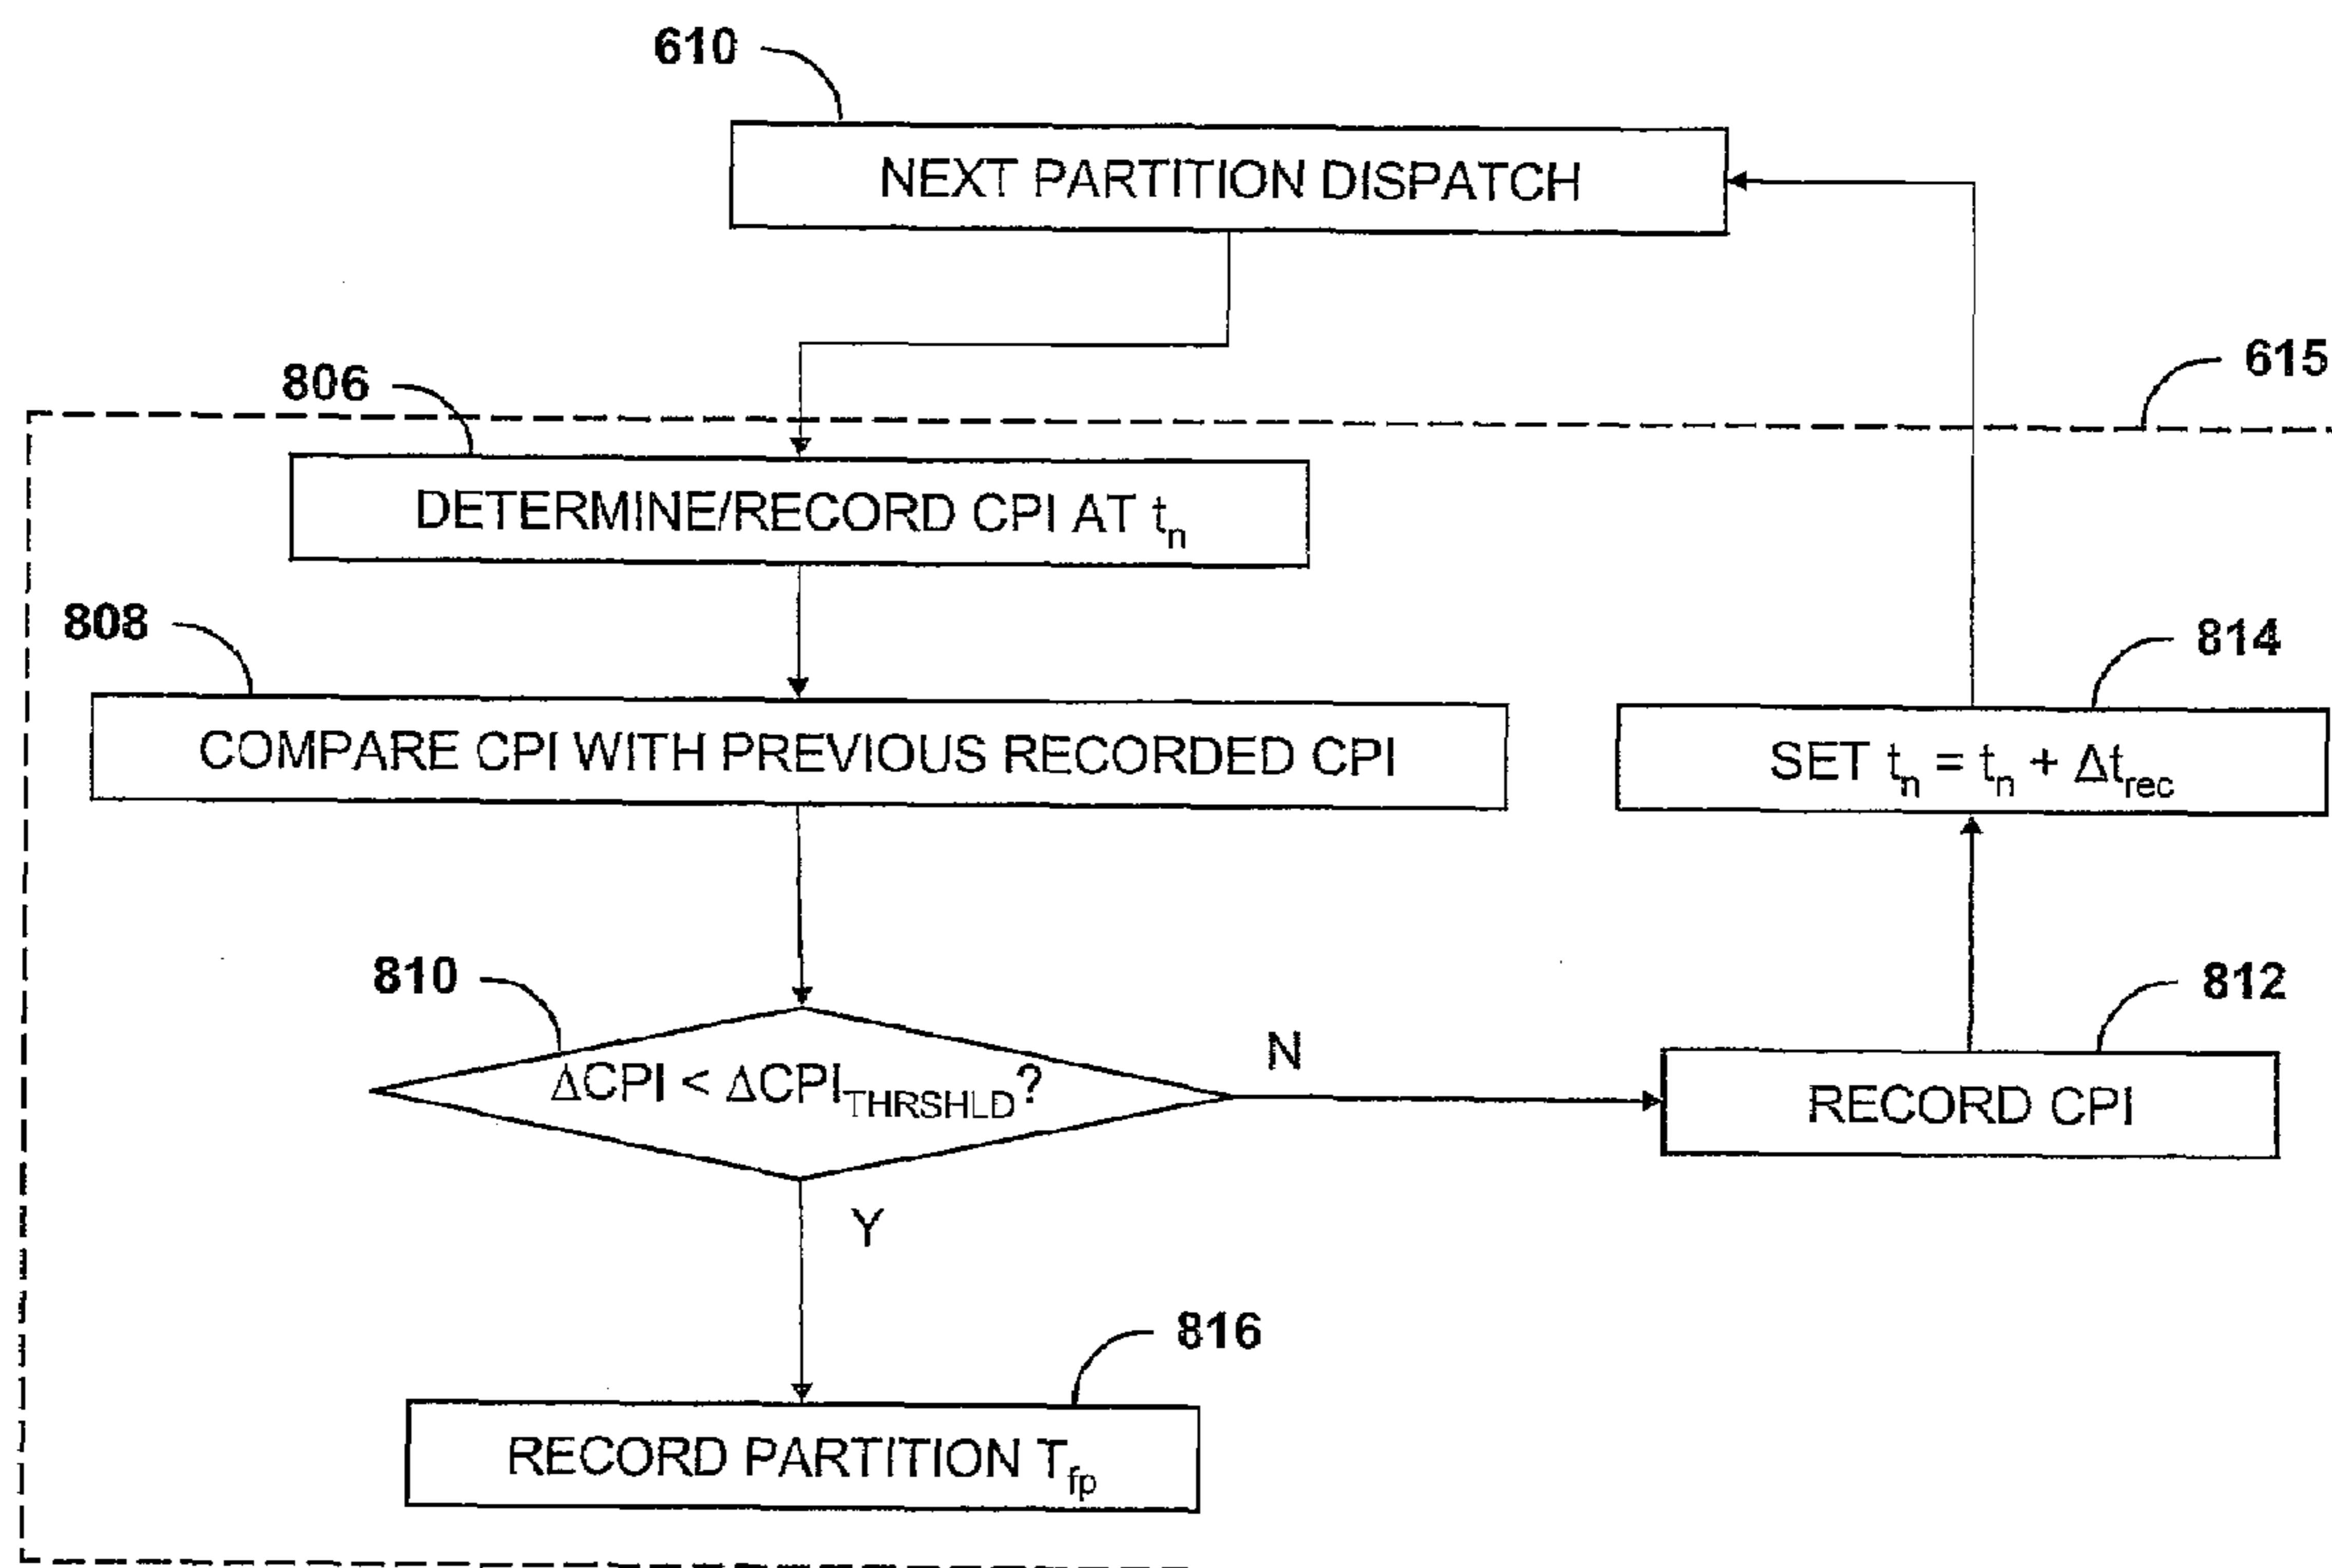 610
NEXT PARTITION DISPATCH
615
806
DETERMINE/RECORD CPI AT tn
808
COMPARE CPI WITH PREVIOUS RECORDED CPI
814
SET tn = tn + Δtrec
810
ΔCPI < ΔCPITHRSHLD?
N
812
RECORD CPI
Y
816
RECORD PARTITION Tfp